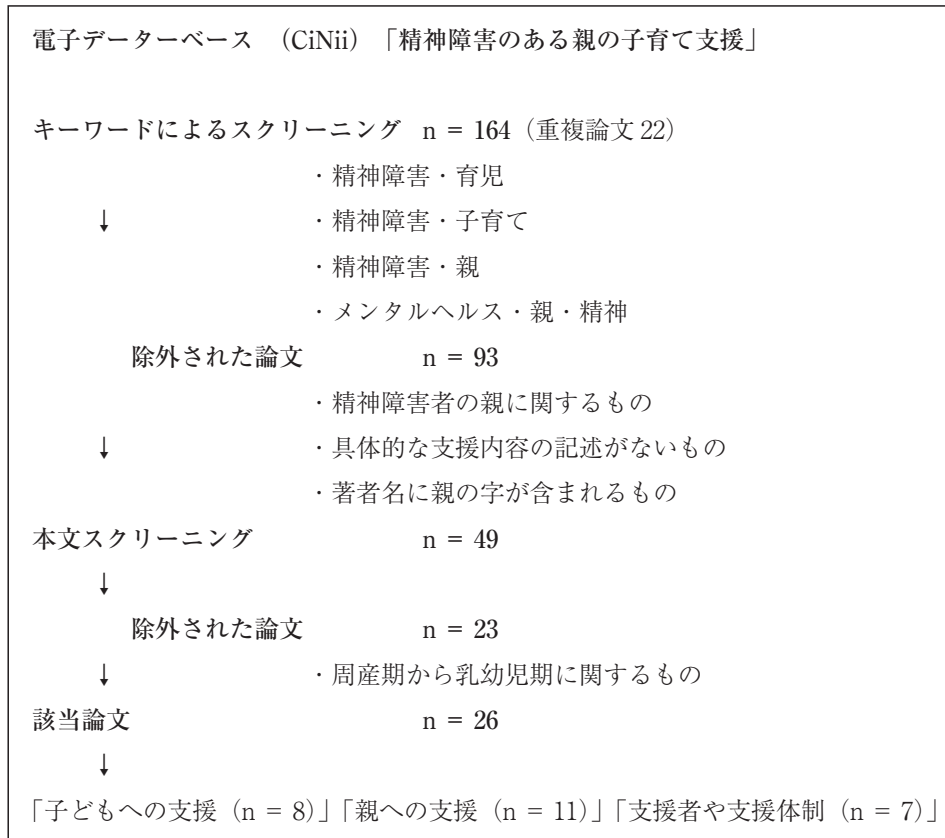 電子データーベース （CiNii）「精神障害のある親の子育て支援」
キーワードによるスクリーニング n = 164（重複論文 22）
・精神障害・育児
↓ ・精神障害・子育て
・精神障害・親
・メンタルヘルス・親・精神
除外された論文 n = 93
・精神障害者の親に関するもの
↓ ・具体的な支援内容の記述がないもの
・著者名に親の字が含まれるもの
本文スクリーニング n = 49
↓
除外された論文 n = 23
↓ ・周産期から乳幼児期に関するもの
該当論文 n = 26
↓
「子どもへの支援（n = 8）」「親への支援（n = 11）」「支援者や支援体制（n = 7）」